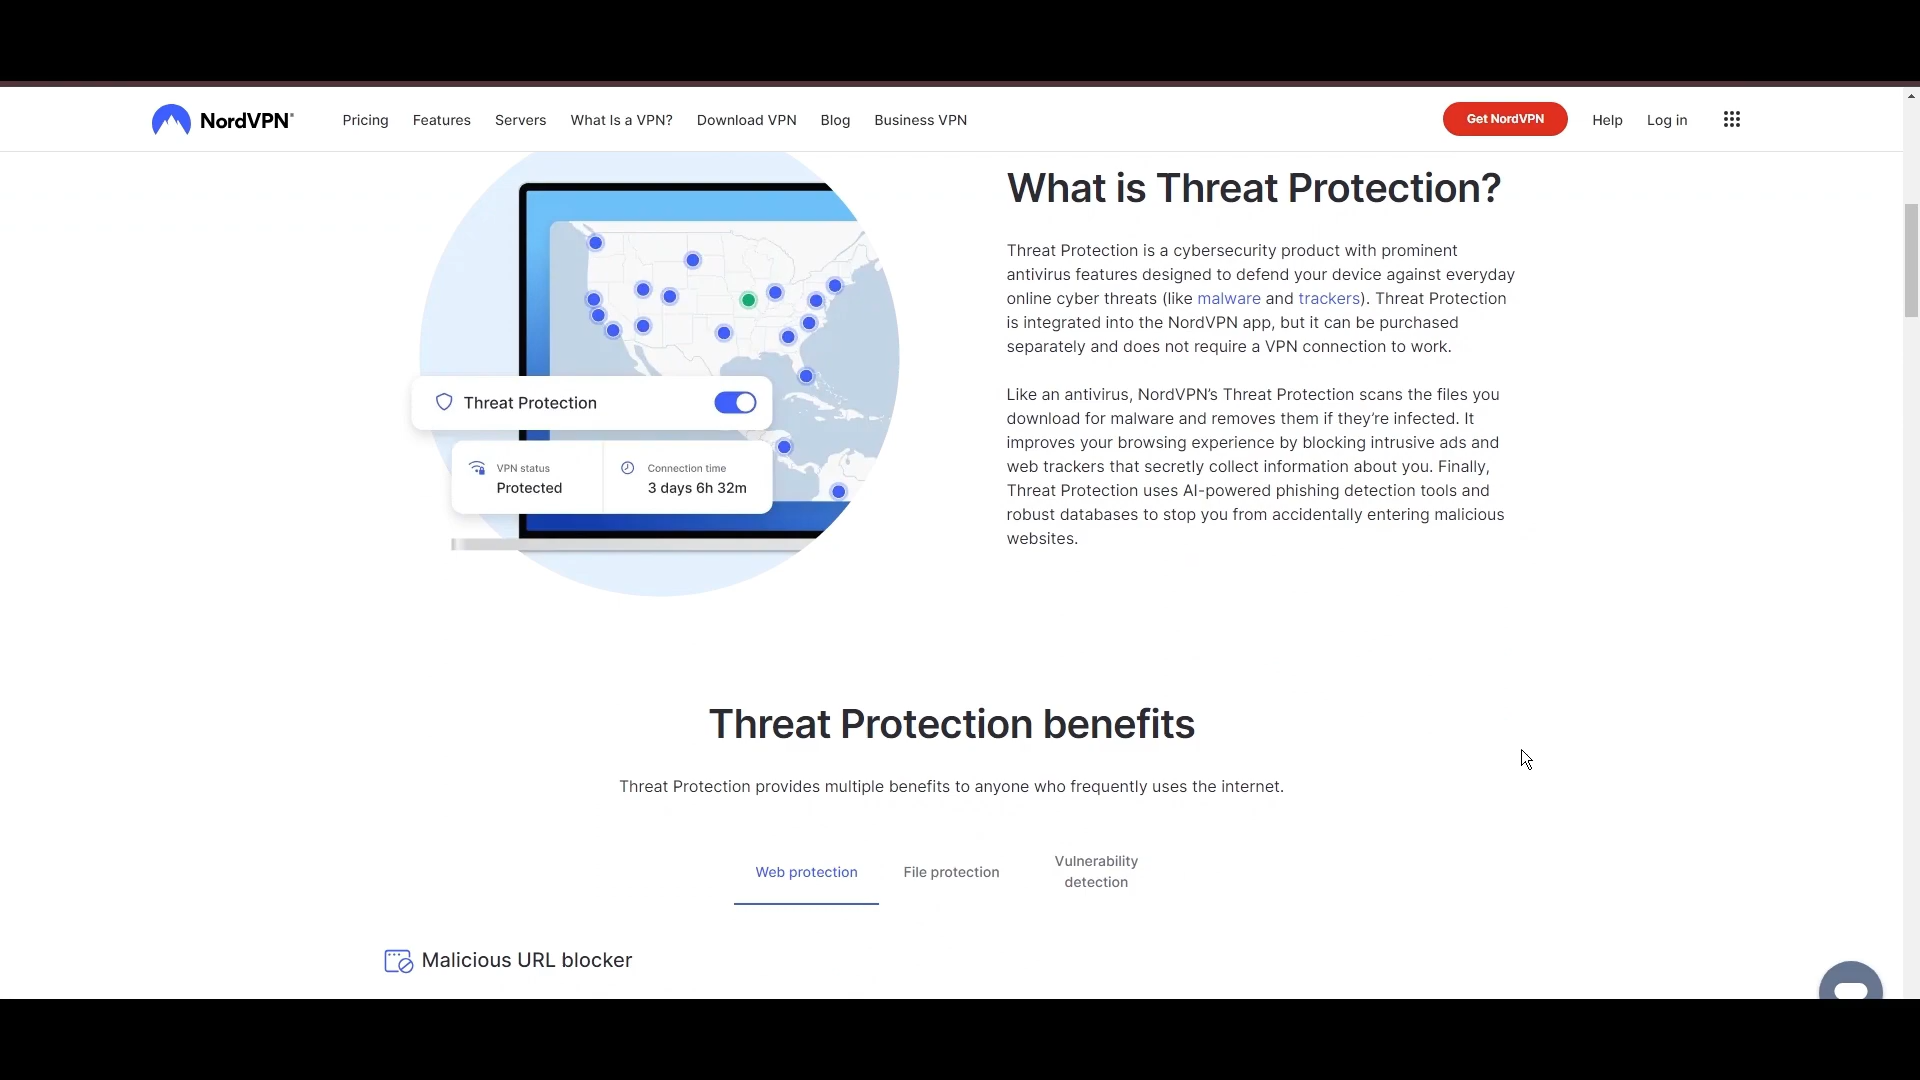 NordVPN®
Pricing
Features
Servers
What Is a VPN?
Download VPN
Blog
Business VPN
Get NordVPN
Help
Log in
What is Threat Protection?
Threat Protection is a cybersecurity product with prominent
antivirus features designed to defend your device against everyday
online cyber threats (like malware and trackers). Threat Protection
is integrated into the NordVPN app, but it can be purchased
separately and does not require a VPN connection to work.
Like an antivirus, NordVPN’s Threat Protection scans the files you
download for malware and removes them if they’re infected. It
improves your browsing experience by blocking intrusive ads and
web trackers that secretly collect information about you. Finally,
Threat Protection uses AI-powered phishing detection tools and
robust databases to stop you from accidentally entering malicious
websites.
Threat Protection
VPN status
Protected
Connection time
3 days 6h 32m
Threat Protection benefits
Threat Protection provides multiple benefits to anyone who frequently uses the internet.
Web protection
File protection
Vulnerability
detection
Malicious URL blocker